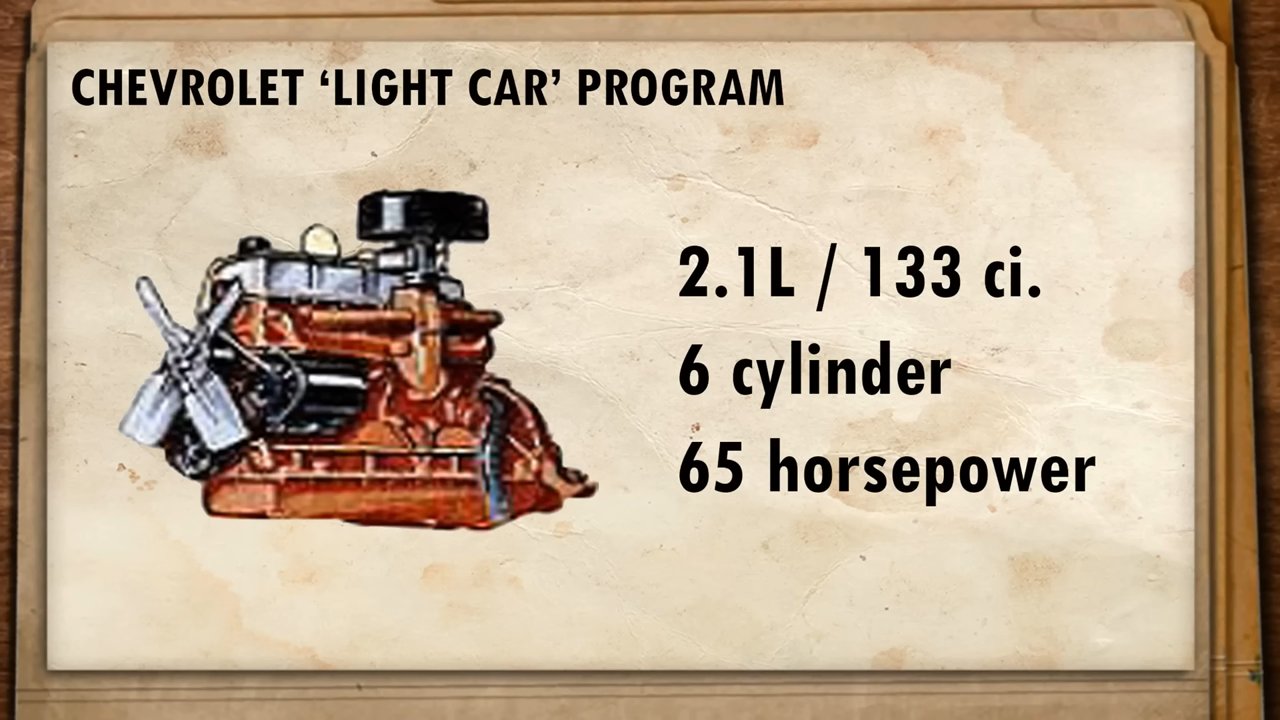 CHEVROLET ‘LIGHT CAR’ PROGRAM
2.1L / 133 ci.
6 cylinder
65 horsepower